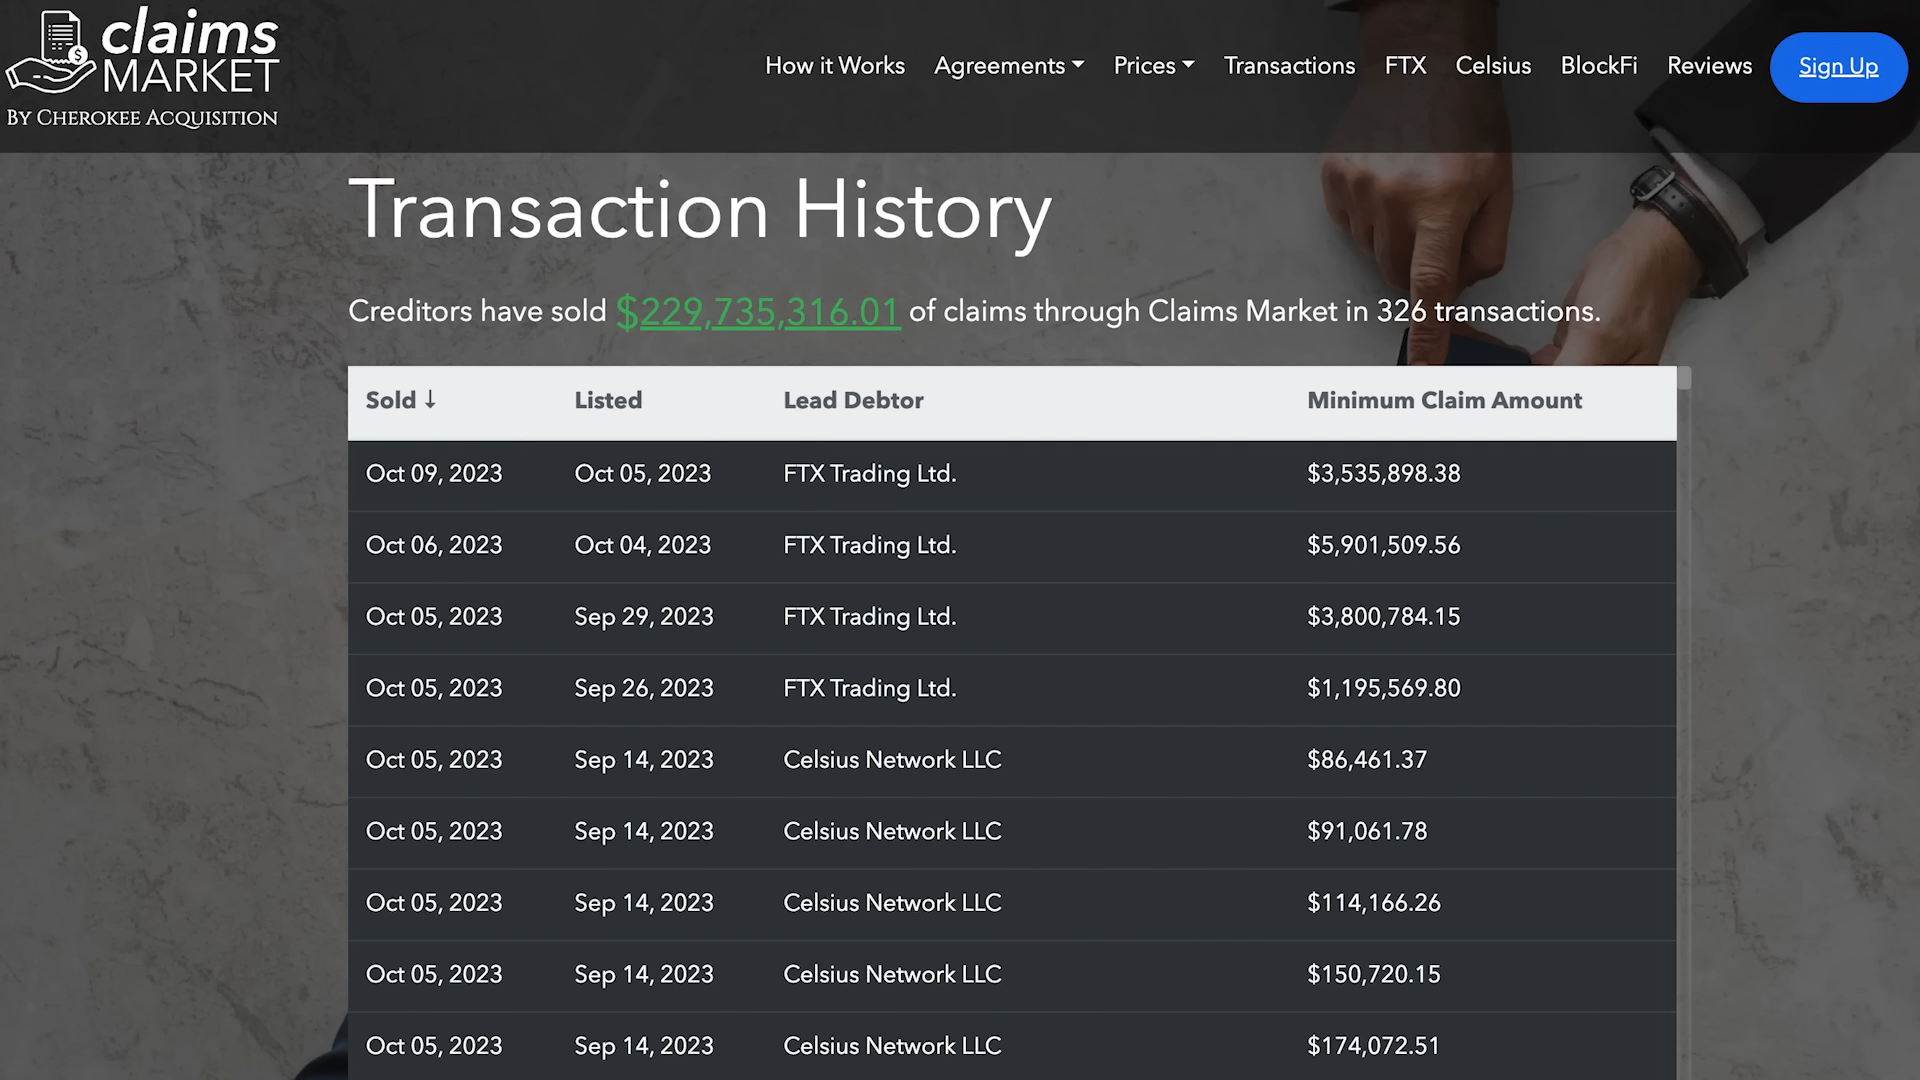 claims
MARKET
BY CHEROKEE ACQUISITION
How it Works Agreements Prices Transactions FTX Celsius BlockFi Reviews Sign Up
Transaction History
Creditors have sold $229,735,316.01 of claims through Claims Market in 326 transactions.
Sold ↓ Listed Lead Debtor Minimum Claim Amount
Oct 09, 2023 Oct 05, 2023 FTX Trading Ltd. $3,535,898.38
Oct 06, 2023 Oct 04, 2023 FTX Trading Ltd. $5,901,509.56
Oct 05, 2023 Sep 29, 2023 FTX Trading Ltd. $3,800,784.15
Oct 05, 2023 Sep 26, 2023 FTX Trading Ltd. $1,195,569.80
Oct 05, 2023 Sep 14, 2023 Celsius Network LLC $86,461.37
Oct 05, 2023 Sep 14, 2023 Celsius Network LLC $91,061.78
Oct 05, 2023 Sep 14, 2023 Celsius Network LLC $114,166.26
Oct 05, 2023 Sep 14, 2023 Celsius Network LLC $150,720.15
Oct 05, 2023 Sep 14, 2023 Celsius Network LLC $174,072.51